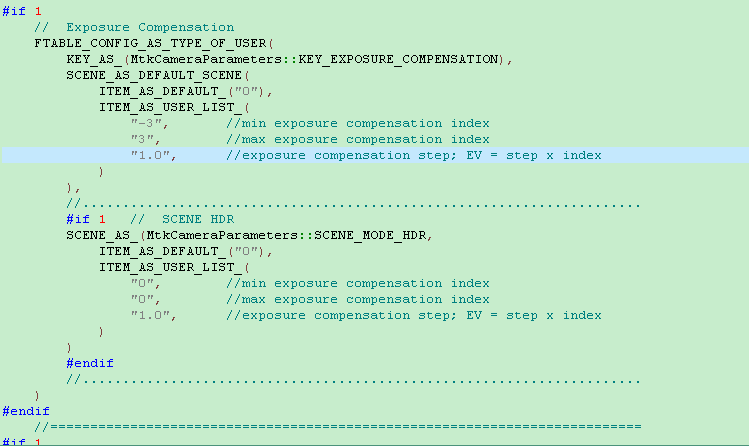 #if 1
    //  Exposure Compensation
    FTABLE_CONFIG_AS_TYPE_OF_USER(
        KEY_AS_(MtkCameraParameters::KEY_EXPOSURE_COMPENSATION),
        SCENE_AS_DEFAULT_SCENE(
            ITEM_AS_DEFAULT_("0"),
            ITEM_AS_USER_LIST_(
                "-3",       //min exposure compensation index
                "3",        //max exposure compensation index
                "1.0",      //exposure compensation step; EV = step x index
            )
        ),
        //......................................................................
        #if 1   //  SCENE HDR
        SCENE_AS_(MtkCameraParameters::SCENE_MODE_HDR,
            ITEM_AS_DEFAULT_("0"),
            ITEM_AS_USER_LIST_(
                "0",        //min exposure compensation index
                "0",        //max exposure compensation index
                "1.0",      //exposure compensation step; EV = step x index
            )
        )
        #endif
        //......................................................................
    )
#endif
    //==========================================================================
#if 1